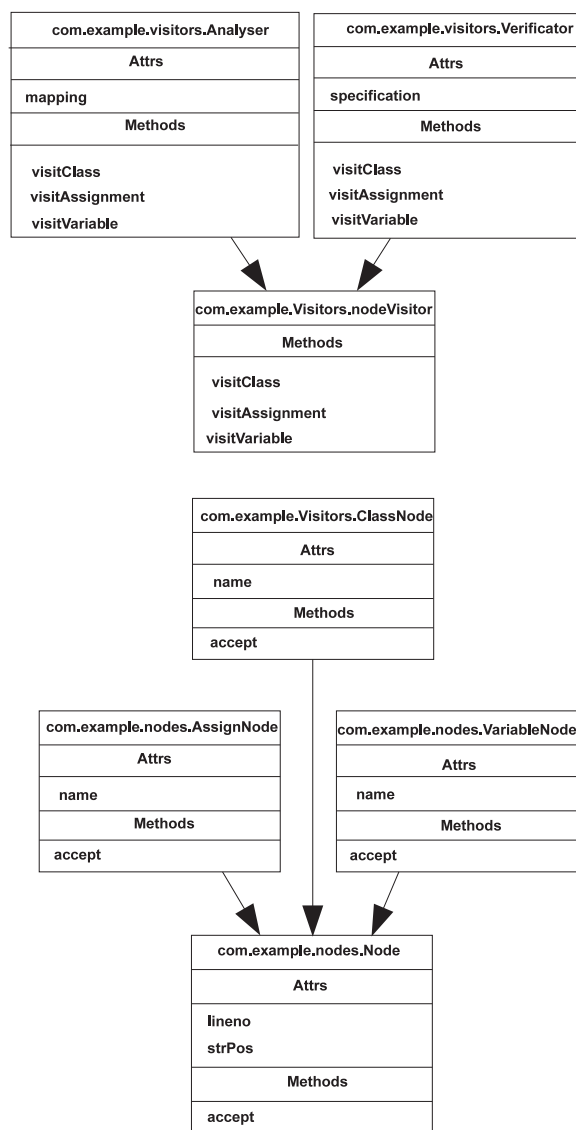 com.example.visitors.Analyser
Attrs
mapping
Methods
visitClass
visitAssignment
visitVariable
com.example.visitors.Verificator
Attrs
specification
Methods
visitClass
visitAssignment
visitVariable
com.example.Visitors.nodeVisitor
Methods
visitClass
visitAssignment
visitVariable
com.example.Visitors.ClassNode
Attrs
name
Methods
accept
com.example.nodes.AssignNode
Attrs
name
Methods
accept
com.example.nodes.VariableNode
Attrs
name
Methods
accept
com.example.nodes.Node
Attrs
lineno
strPos
Methods
accept